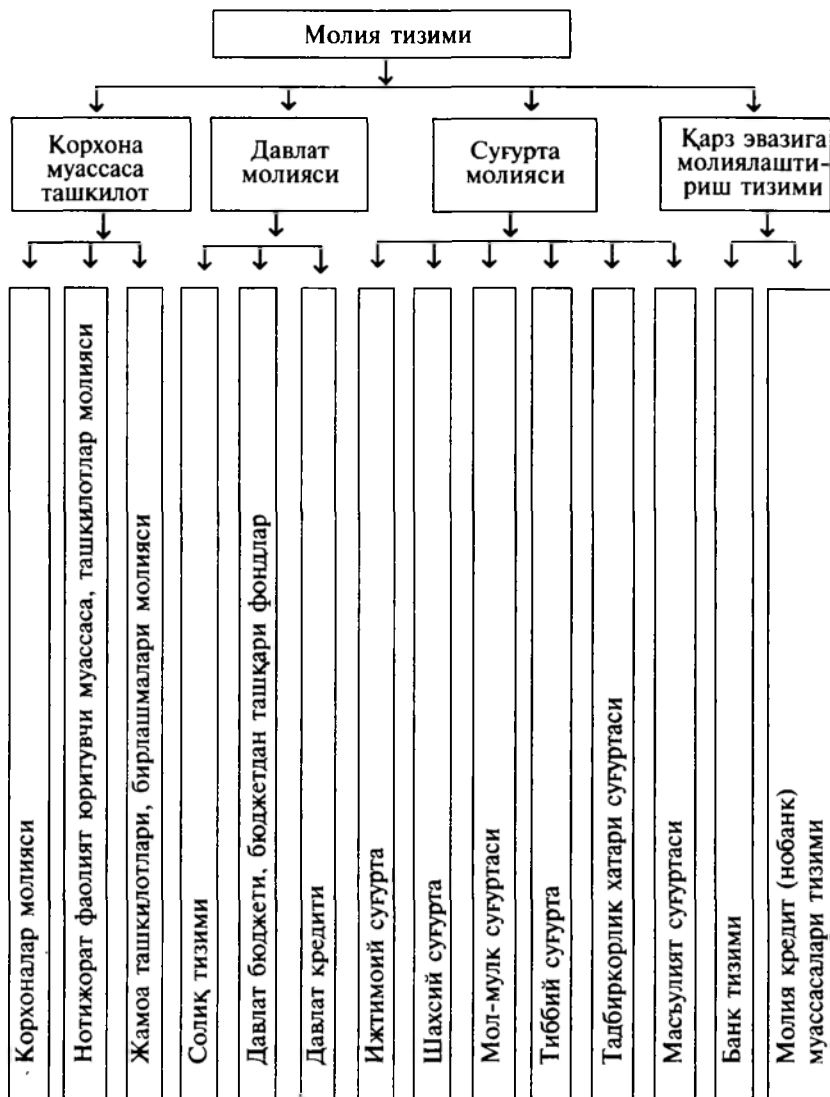 Молия тизими
Корхона
муассаса
ташкилот
Давлат
молияси
Суғурта
молияси
Қарз эвазига
молиялашти-
риш тизими
Корхоналар молияси
Нотижорат фаолият юритувчи муассаса, ташкилотлар молияси
Жамоа ташкилотлари, бирлашмалари молияси
Солиқ тизими
Давлат бюджети, бюджетдан ташқари фондлар
Давлат кредити
Ижтимоий суғурта
Шахсий суғурта
Мол-мулк суғуртаси
Тиббий суғурта
Тадбиркорлик хатари суғуртаси
Масъулият суғуртаси
Банк тизими
Молия кредит (нобанк)
муассасалари тизими